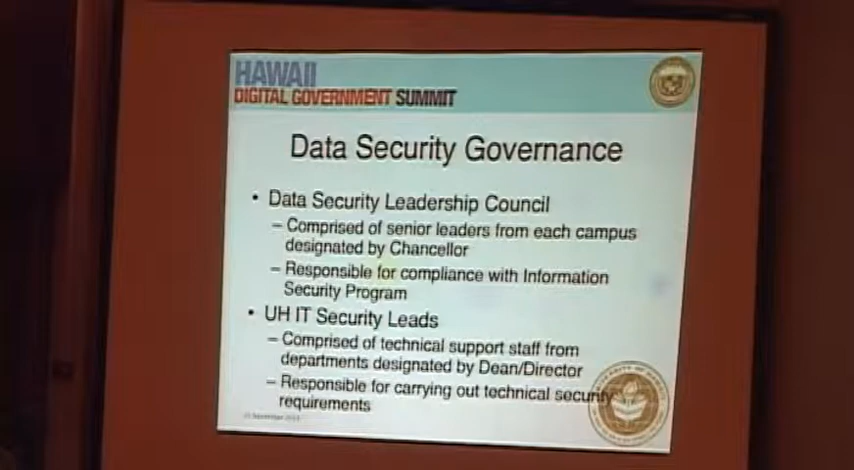 HAWAII
DIGITAL GOVERNMENT SUMMIT
Data Security Governance
• Data Security Leadership Council
– Comprised of senior leaders from each campus
designated by Chancellor
– Responsible for compliance with Information
Security Program
• UH IT Security Leads
– Comprised of technical support staff from
departments designated by Dean/Director
– Responsible for carrying out technical security
requirements